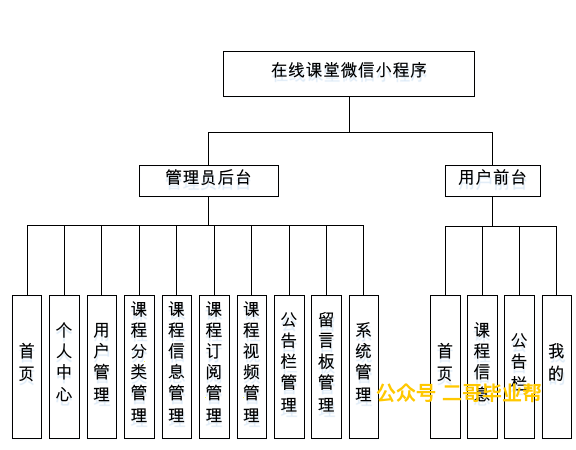 在线课堂微信小程序
管理员后台
用户前台
首页
个人中心
用户管理
课程分类管理
课程信息管理
课程订阅管理
课程视频管理
公告栏管理
留言板管理
系统管理
首页
课程信息
公告栏
我的
公众号 二哥毕业帮